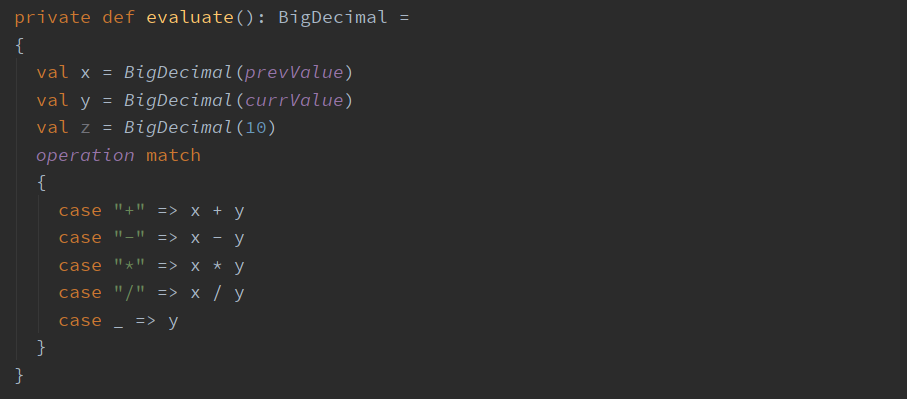 private def evaluate(): BigDecimal =
{
  val x = BigDecimal(prevValue)
  val y = BigDecimal(currValue)
  val z = BigDecimal(10)
  operation match
  {
    case "+" => x + y
    case "-" => x - y
    case "*" => x * y
    case "/" => x / y
    case _ => y
  }
}